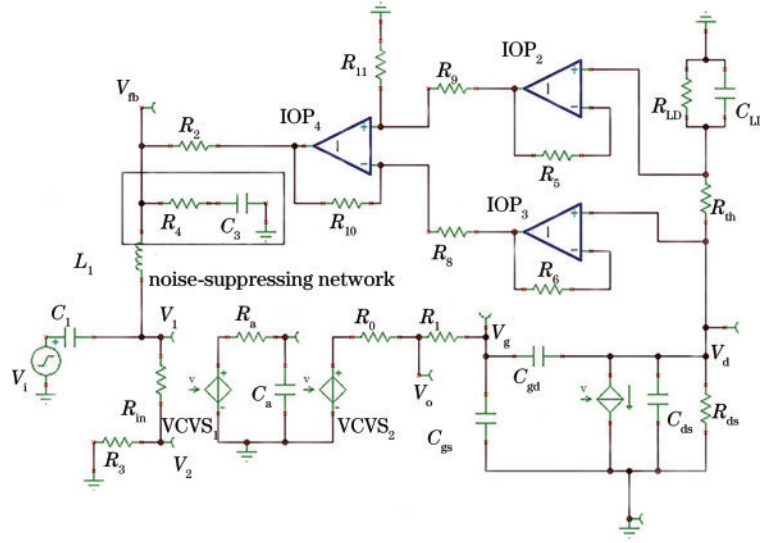 R11
IOP2
R9
Vfb
IOP4
RLD
CLD
R2
R5
R4
C3
R10
IOP3
Rth
R8
R6
L1
noise-suppressing network
C1
V1
Ra
R0
R1
Vg
Vd
Vi
v
Ca
v
Vo
Cgd
v
Cds
Rds
Rin
VCVS1
VCVS2
Cgs
R3
V2